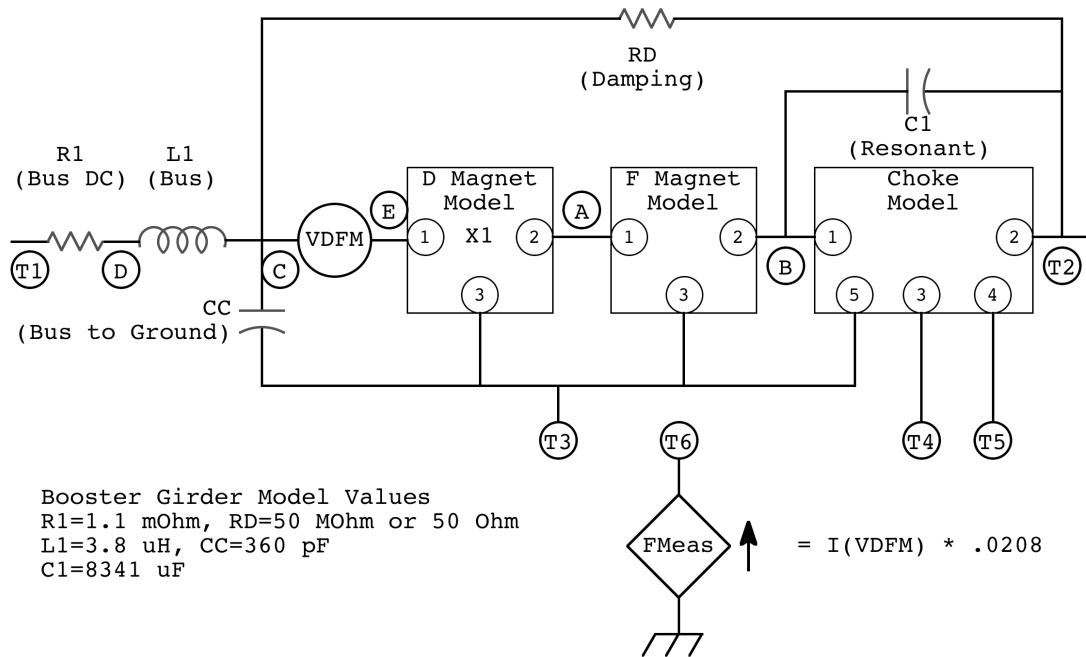 RD
(Damping)
C1
(Resonant)
R1
(Bus DC)
L1
(Bus)
D Magnet
Model
X1
F Magnet
Model
Choke
Model
VDFM
E
1
2
A
1
2
1
2
T1
D
C
B
T2
3
3
5
3
4
CC
(Bus to Ground)
T3
T6
T4
T5
Booster Girder Model Values
R1=1.1 mOhm, RD=50 MOhm or 50 Ohm
L1=3.8 uH, CC=360 pF
C1=8341 uF
FMeas
= I(VDFM) * .0208